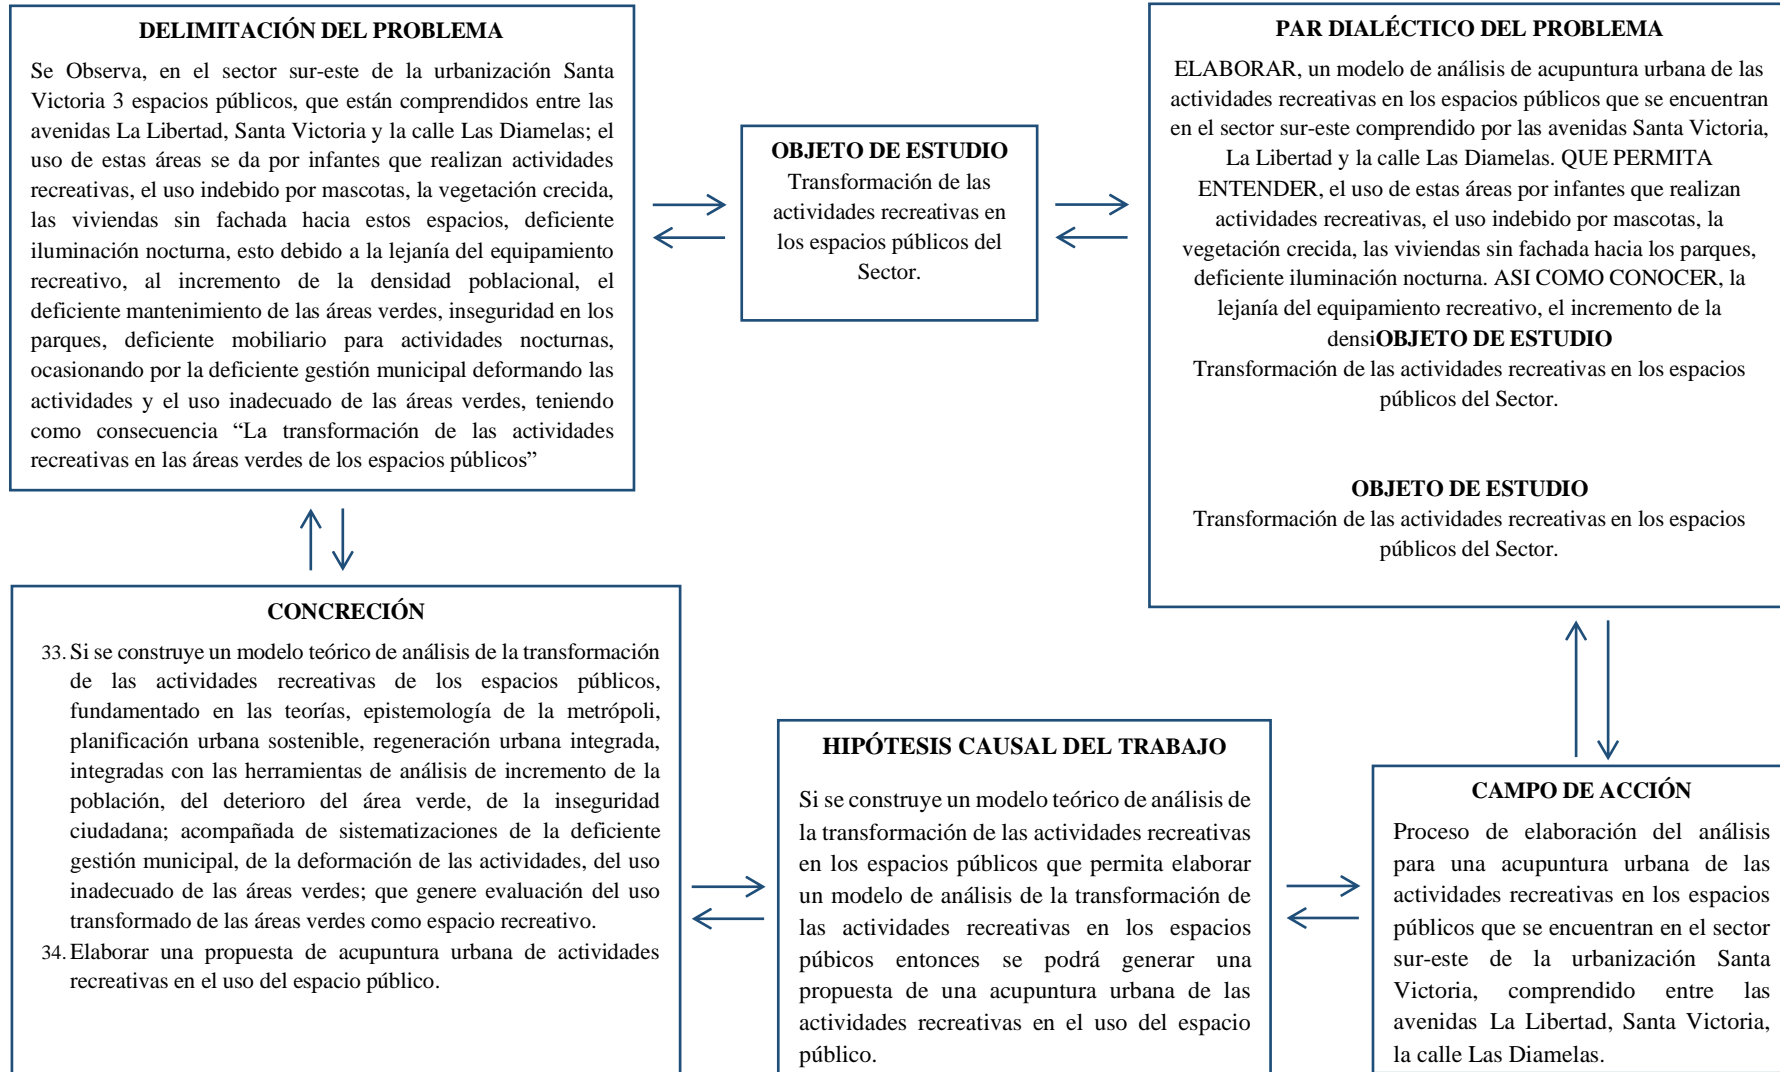 DELIMITACIÓN DEL PROBLEMA
Se Observa, en el sector sur-este de la urbanización Santa
Victoria 3 espacios públicos, que están comprendidos entre las
avenidas La Libertad, Santa Victoria y la calle Las Diamelas; el
uso de estas áreas se da por infantes que realizan actividades
recreativas, el uso indebido por mascotas, la vegetación crecida,
las viviendas sin fachada hacia estos espacios, deficiente
iluminación nocturna, esto debido a la lejanía del equipamiento
recreativo, al incremento de la densidad poblacional, el
deficiente mantenimiento de las áreas verdes, inseguridad en los
parques, deficiente mobiliario para actividades nocturnas,
ocasionando por la deficiente gestión municipal deformando las
actividades y el uso inadecuado de las áreas verdes, teniendo
como consecuencia “La transformación de las actividades
recreativas en las áreas verdes de los espacios públicos”
OBJETO DE ESTUDIO
Transformación de las
actividades recreativas en
los espacios públicos del
Sector.
PAR DIALÉCTICO DEL PROBLEMA
ELABORAR, un modelo de análisis de acupuntura urbana de las
actividades recreativas en los espacios públicos que se encuentran
en el sector sur-este comprendido por las avenidas Santa Victoria,
La Libertad y la calle Las Diamelas. QUE PERMITA
ENTENDER, el uso de estas áreas por infantes que realizan
actividades recreativas, el uso indebido por mascotas, la
vegetación crecida, las viviendas sin fachada hacia los parques,
deficiente iluminación nocturna. ASI COMO CONOCER, la
lejanía del equipamiento recreativo, el incremento de la
densiOBJETO DE ESTUDIO
Transformación de las actividades recreativas en los espacios
públicos del Sector.
OBJETO DE ESTUDIO
Transformación de las actividades recreativas en los espacios
públicos del Sector.
CONCRECIÓN
33. Si se construye un modelo teórico de análisis de la transformación
de las actividades recreativas de los espacios públicos,
fundamentado en las teorías, epistemología de la metrópoli,
planificación urbana sostenible, regeneración urbana integrada,
integradas con las herramientas de análisis de incremento de la
población, del deterioro del área verde, de la inseguridad
ciudadana; acompañada de sistematizaciones de la deficiente
gestión municipal, de la deformación de las actividades, del uso
inadecuado de las áreas verdes; que genere evaluación del uso
transformado de las áreas verdes como espacio recreativo.
34. Elaborar una propuesta de acupuntura urbana de actividades
recreativas en el uso del espacio público.
HIPÓTESIS CAUSAL DEL TRABAJO
Si se construye un modelo teórico de análisis de
la transformación de las actividades recreativas
en los espacios públicos que permita elaborar
un modelo de análisis de la transformación de
las actividades recreativas en los espacios
púbicos entonces se podrá generar una
propuesta de una acupuntura urbana de las
actividades recreativas en el uso del espacio
público.
CAMPO DE ACCIÓN
Proceso de elaboración del análisis
para una acupuntura urbana de las
actividades recreativas en los espacios
públicos que se encuentran en el sector
sur-este de la urbanización Santa
Victoria, comprendido entre las
avenidas La Libertad, Santa Victoria,
la calle Las Diamelas.